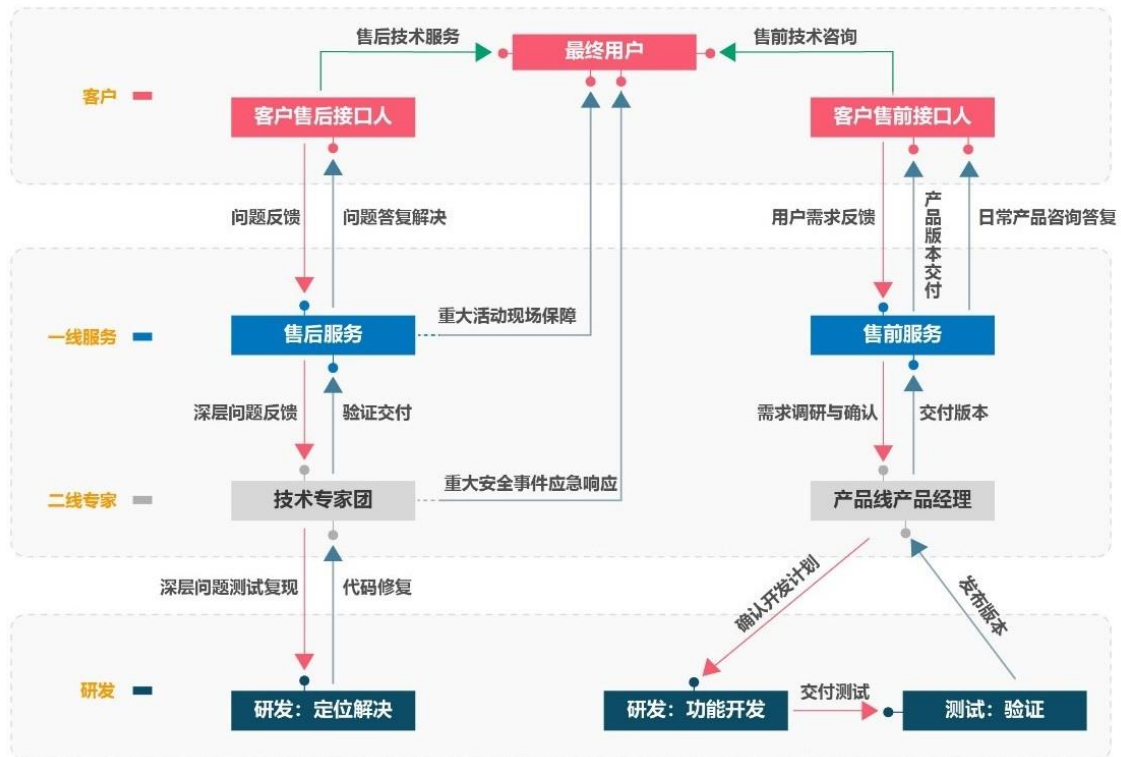 售后技术服务
最终用户
售前技术咨询
客户
客户售后接口人
客户售前接口人
问题反馈
问题答复解决
用户需求反馈
产品版本交付
日常产品咨询答复
重大活动现场保障
一线服务
售后服务
售前服务
深层问题反馈
验证交付
需求调研与确认
交付版本
重大安全事件应急响应
二线专家
技术专家团
产品线产品经理
深层问题测试复现
代码修复
确认开发计划
发布版本
研发
研发：定位解决
研发：功能开发
交付测试
测试：验证